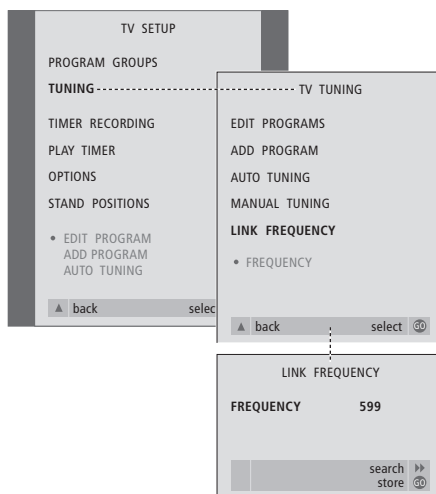 TV SETUP
PROGRAM GROUPS
TUNING
TIMER RECORDING
PLAY TIMER
OPTIONS
STAND POSITIONS
• EDIT PROGRAM
ADD PROGRAM
AUTO TUNING
▲ back selec
TV TUNING
EDIT PROGRAMS
ADD PROGRAM
AUTO TUNING
MANUAL TUNING
LINK FREQUENCY
• FREQUENCY
▲ back select GO
LINK FREQUENCY
FREQUENCY 599
search ▶▶
store GO